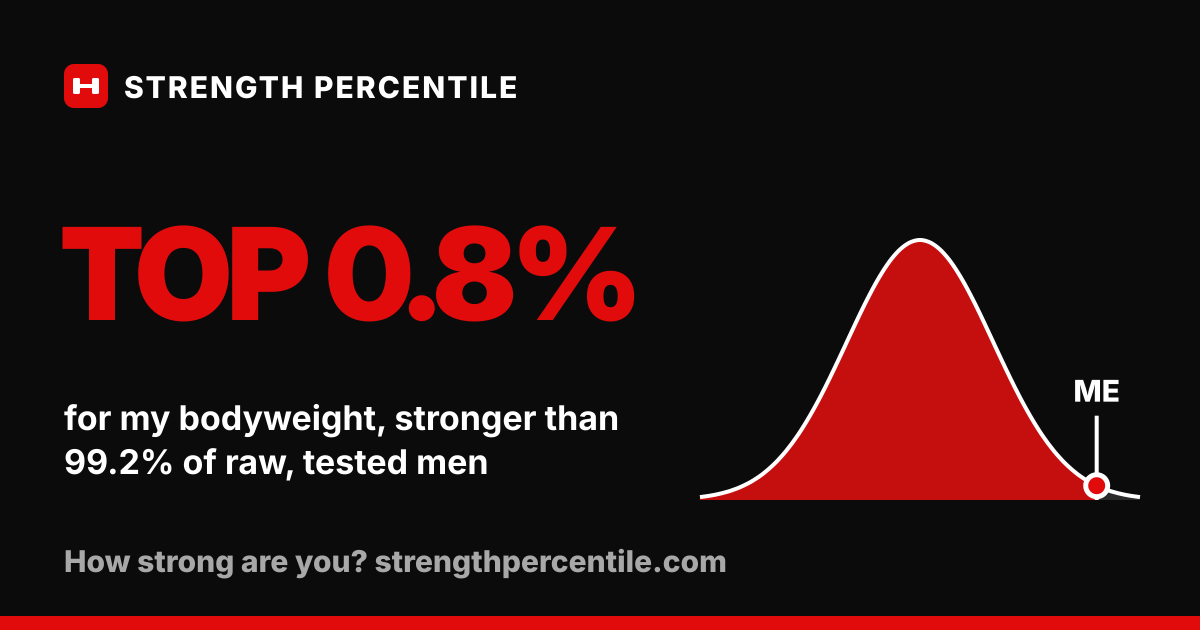 STRENGTH PERCENTILE
TOP 0.8%
for my bodyweight, stronger than
99.2% of raw, tested men
ME
How strong are you? strengthpercentile.com